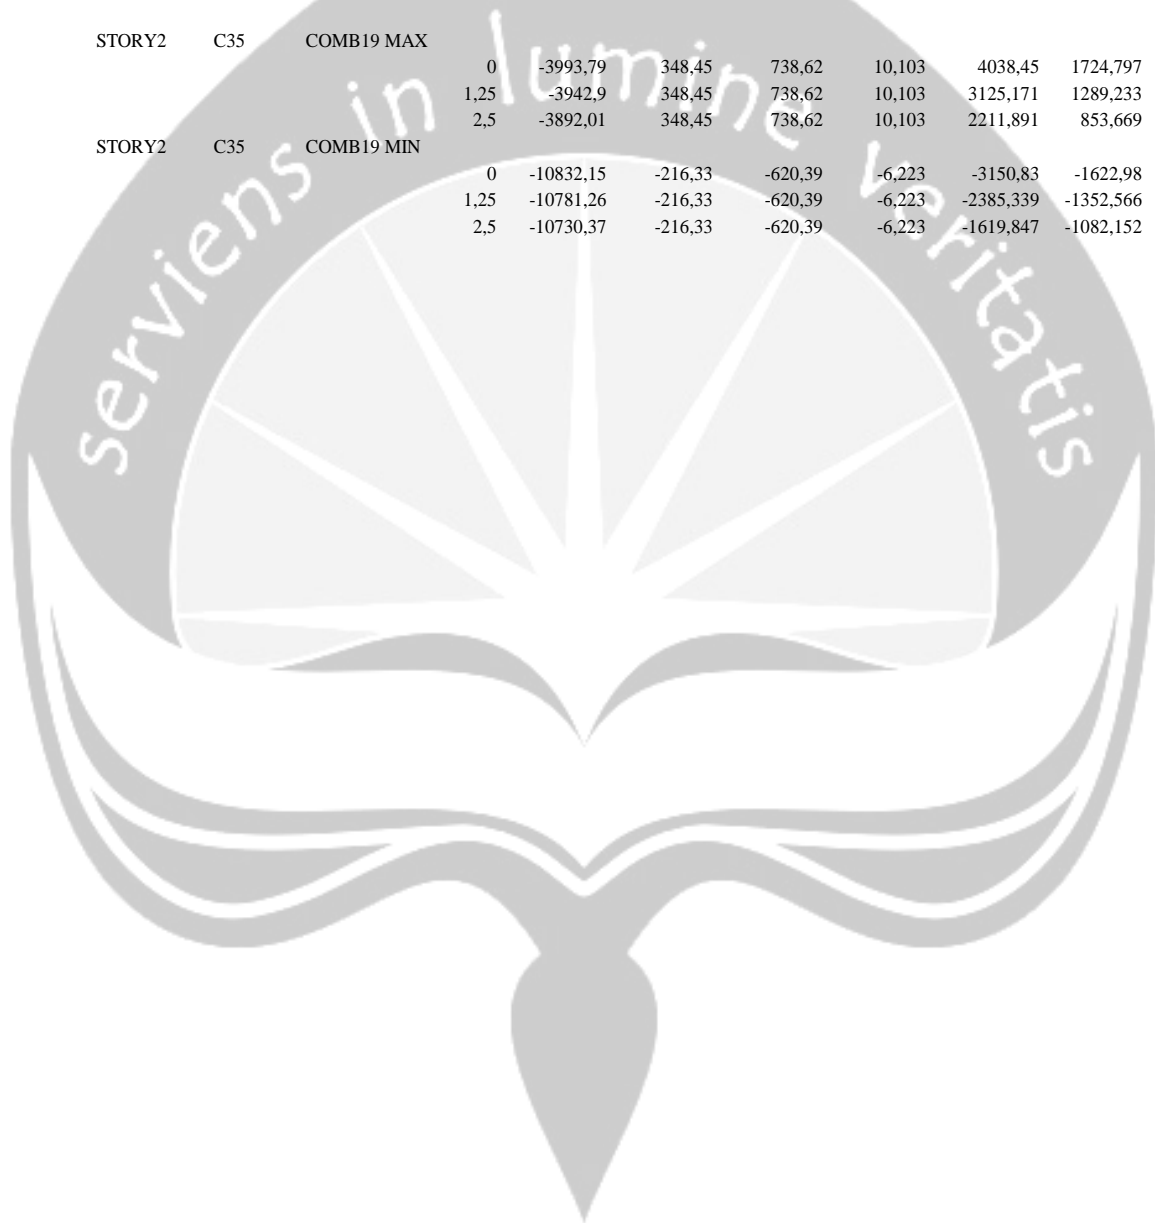 serviens in lumine veritatis
STORY2 C35 COMB19 MAX
0 -3993,79 348,45 738,62 10,103 4038,45 1724,797
1,25 -3942,9 348,45 738,62 10,103 3125,171 1289,233
2,5 -3892,01 348,45 738,62 10,103 2211,891 853,669
STORY2 C35 COMB19 MIN
0 -10832,15 -216,33 -620,39 -6,223 -3150,83 -1622,98
1,25 -10781,26 -216,33 -620,39 -6,223 -2385,339 -1352,566
2,5 -10730,37 -216,33 -620,39 -6,223 -1619,847 -1082,152